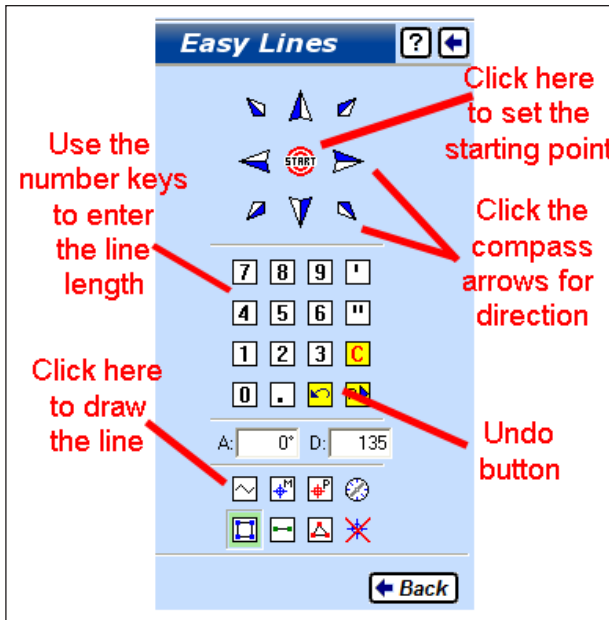 Easy Lines ?
Click here
to set the
starting point
START
Use the
number keys
to enter
the line
length
Click the
compass
arrows for
direction
7 8 9 '
4 5 6 "
1 2 3 C
0 .
Click here
to draw
the line
Undo
button
A: 0° D: 135
M P
Back